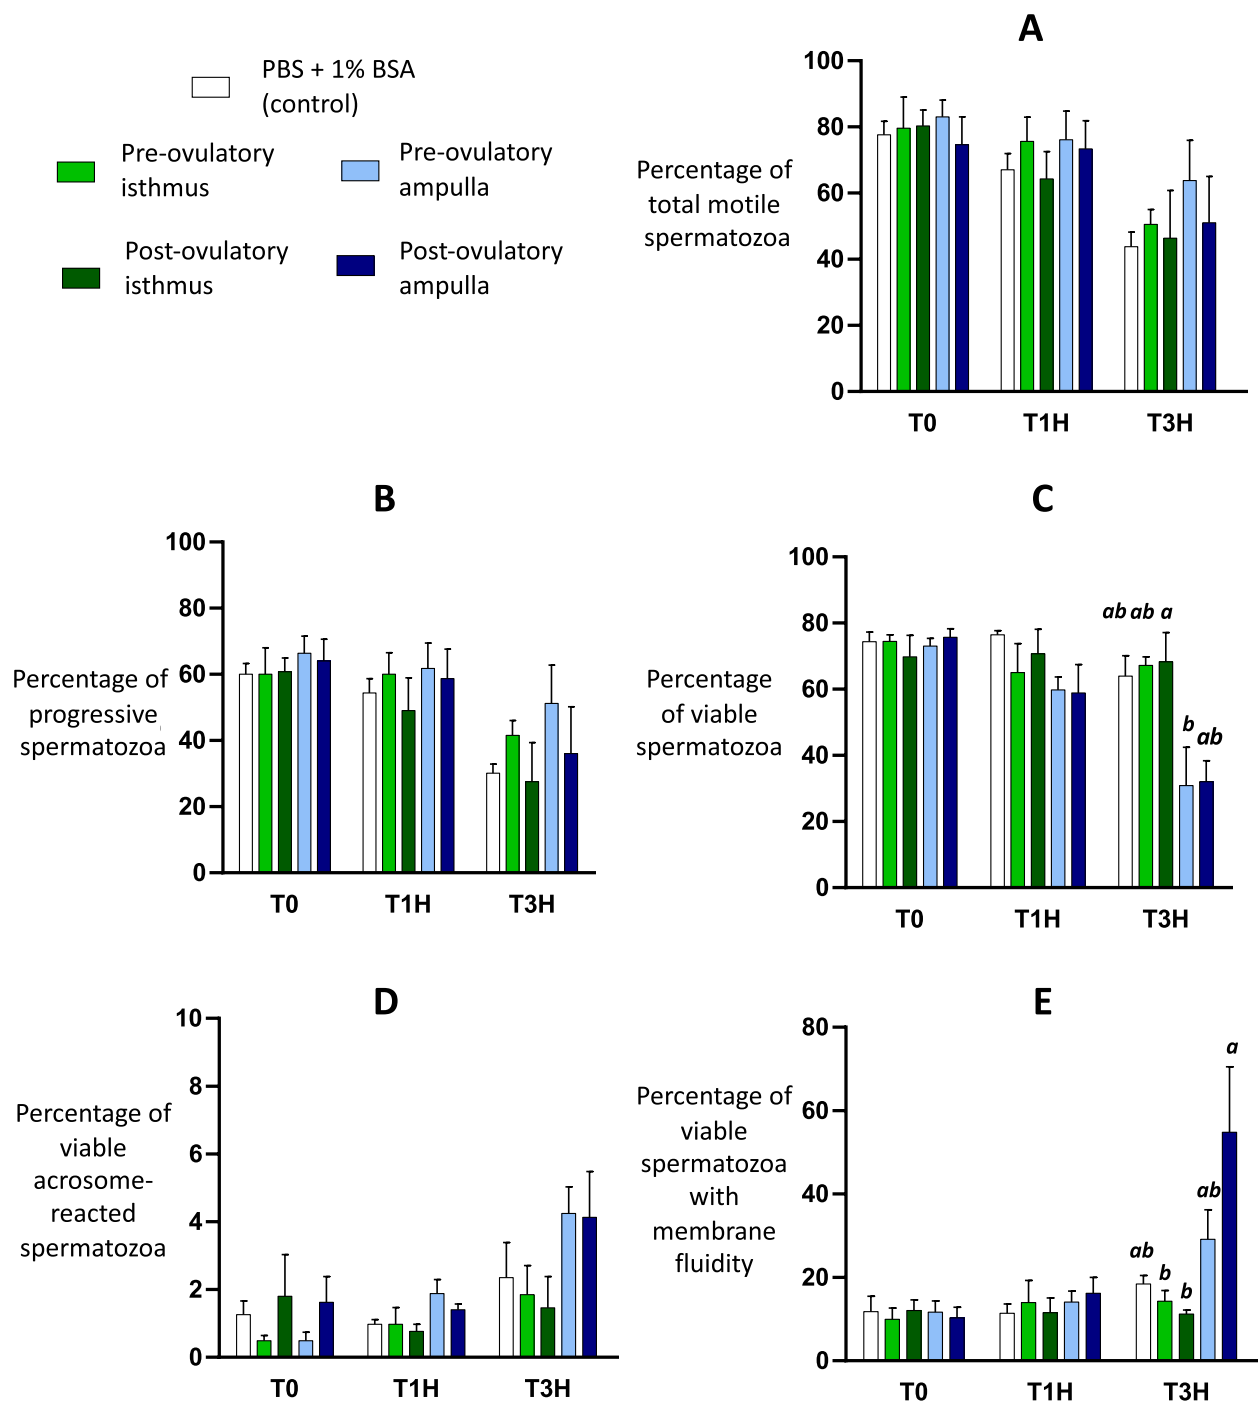 PBS + 1% BSA
(control)
Pre-ovulatory
isthmus
Pre-ovulatory
ampulla
Post-ovulatory
isthmus
Post-ovulatory
ampulla
A
Percentage of
total motile
spermatozoa
100
80
60
40
20
0
T0 T1H T3H
B
Percentage of
progressive
spermatozoa
100
80
60
40
20
0
T0 T1H T3H
C
Percentage
of viable
spermatozoa
100
80
60
40
20
0
ab ab a
b
ab
T0 T1H T3H
D
Percentage of
viable
acrosome-
reacted
spermatozoa
10
8
6
4
2
0
T0 T1H T3H
E
Percentage of
viable
spermatozoa
with
membrane
fluidity
80
60
40
20
0
a
ab
ab
b
b
T0 T1H T3H